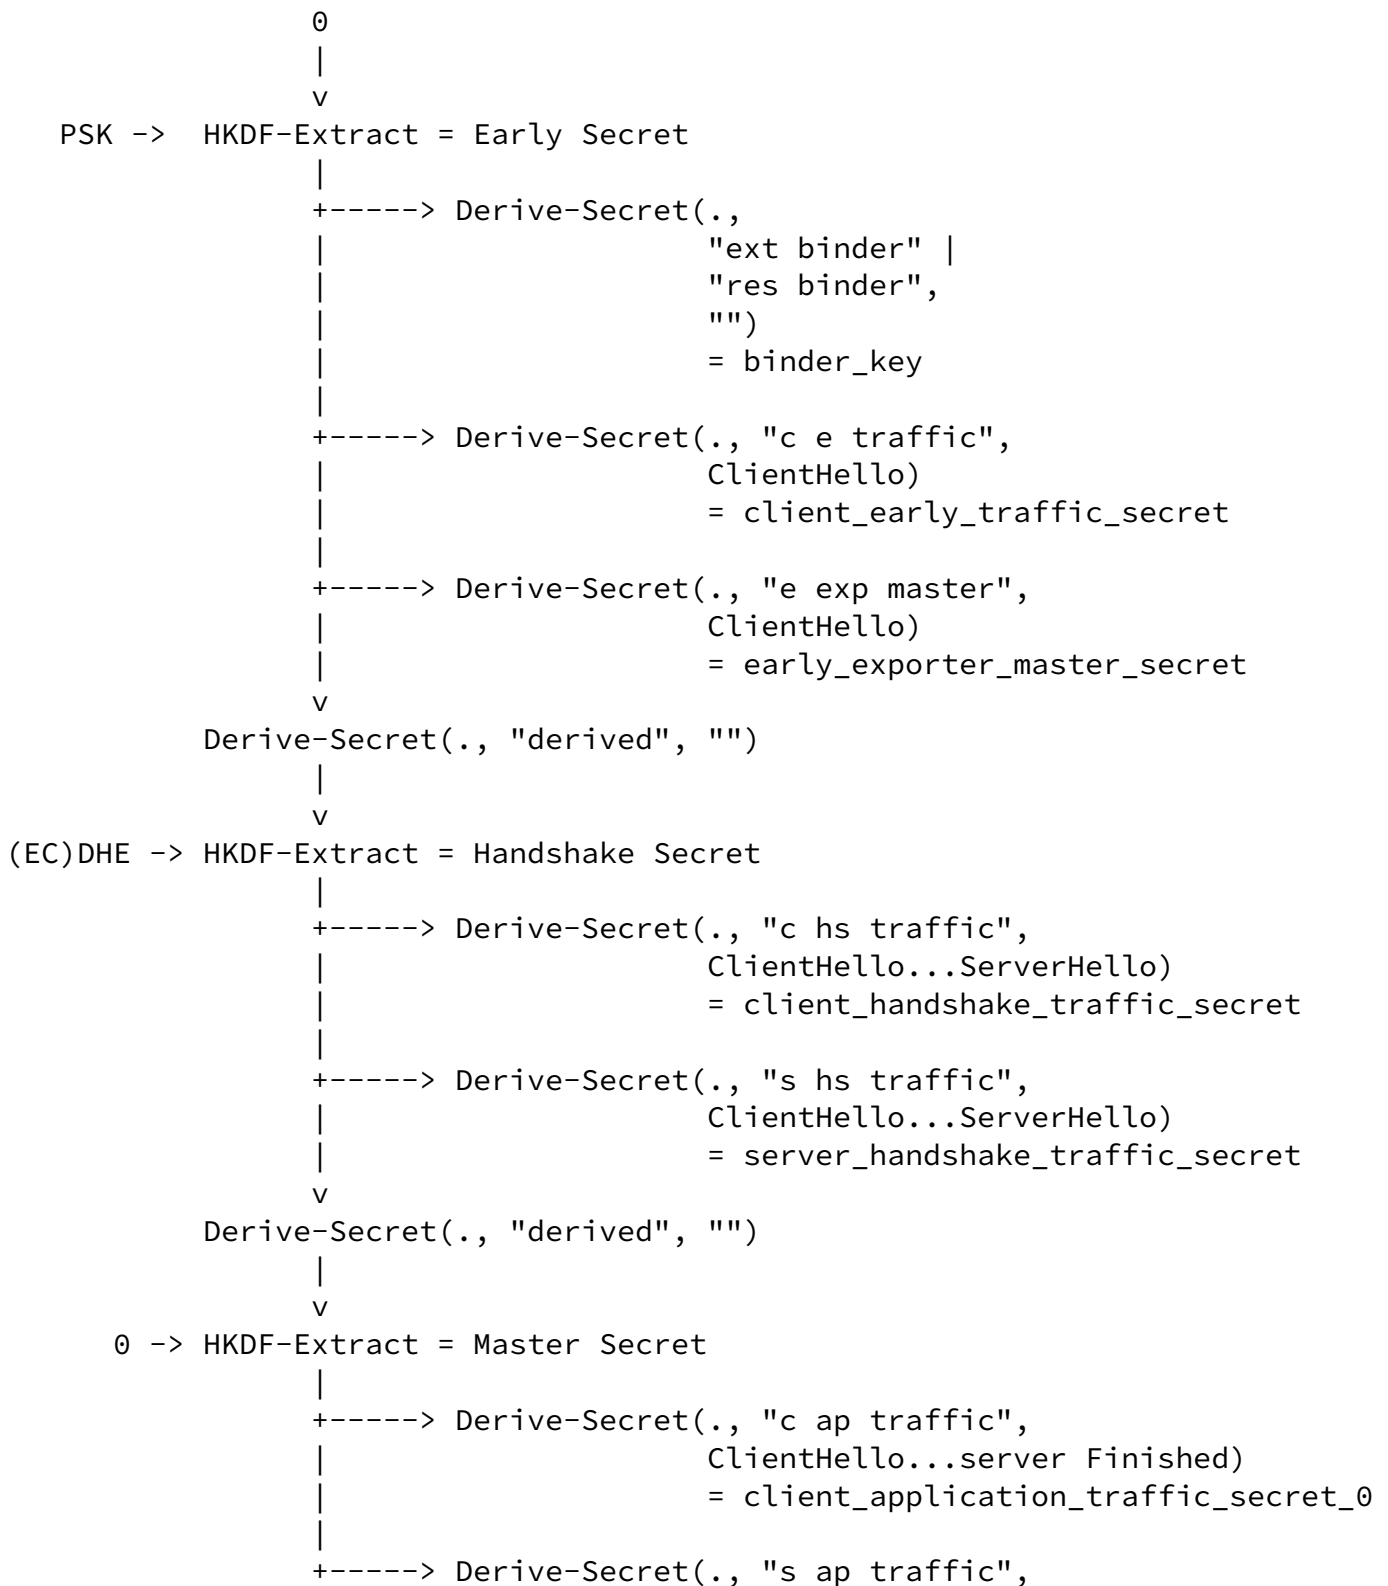 0
                 |
                 v
   PSK ->  HKDF-Extract = Early Secret
                 |
                 +-----> Derive-Secret(.,
                 |                     "ext binder" |
                 |                     "res binder",
                 |                     "")
                 |                     = binder_key
                 |
                 +-----> Derive-Secret(., "c e traffic",
                 |                     ClientHello)
                 |                     = client_early_traffic_secret
                 |
                 +-----> Derive-Secret(., "e exp master",
                 |                     ClientHello)
                 |                     = early_exporter_master_secret
                 v
           Derive-Secret(., "derived", "")
                 |
                 v
(EC)DHE -> HKDF-Extract = Handshake Secret
                 |
                 +-----> Derive-Secret(., "c hs traffic",
                 |                     ClientHello...ServerHello)
                 |                     = client_handshake_traffic_secret
                 |
                 +-----> Derive-Secret(., "s hs traffic",
                 |                     ClientHello...ServerHello)
                 |                     = server_handshake_traffic_secret
                 v
           Derive-Secret(., "derived", "")
                 |
                 v
      0 -> HKDF-Extract = Master Secret
                 |
                 +-----> Derive-Secret(., "c ap traffic",
                 |                     ClientHello...server Finished)
                 |                     = client_application_traffic_secret_0
                 |
                 +-----> Derive-Secret(., "s ap traffic",